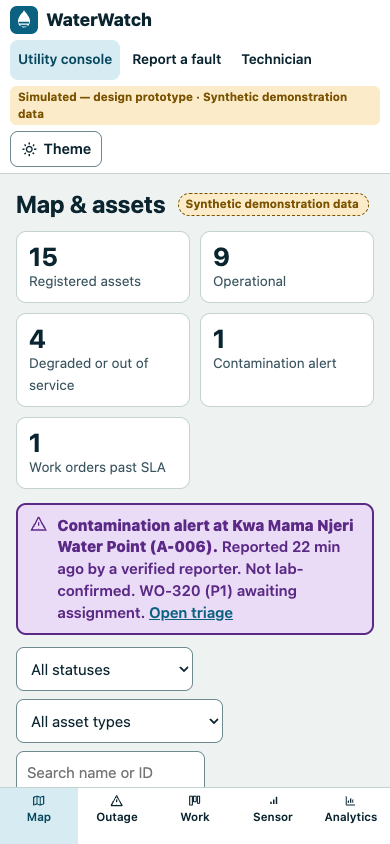 WaterWatch
Utility console
Report a fault
Technician
Simulated — design prototype · Synthetic demonstration
data
Theme
Map & assets
Synthetic demonstration data
15
Registered assets
9
Operational
4
Degraded or out of
service
1
Contamination alert
1
Work orders past SLA
Contamination alert at Kwa Mama Njeri
Water Point (A-006). Reported 22 min
ago by a verified reporter. Not lab-
confirmed. WO-320 (P1) awaiting
assignment. Open triage
All statuses
All asset types
Search name or ID
Map
Outage
Work
Sensor
Analytics